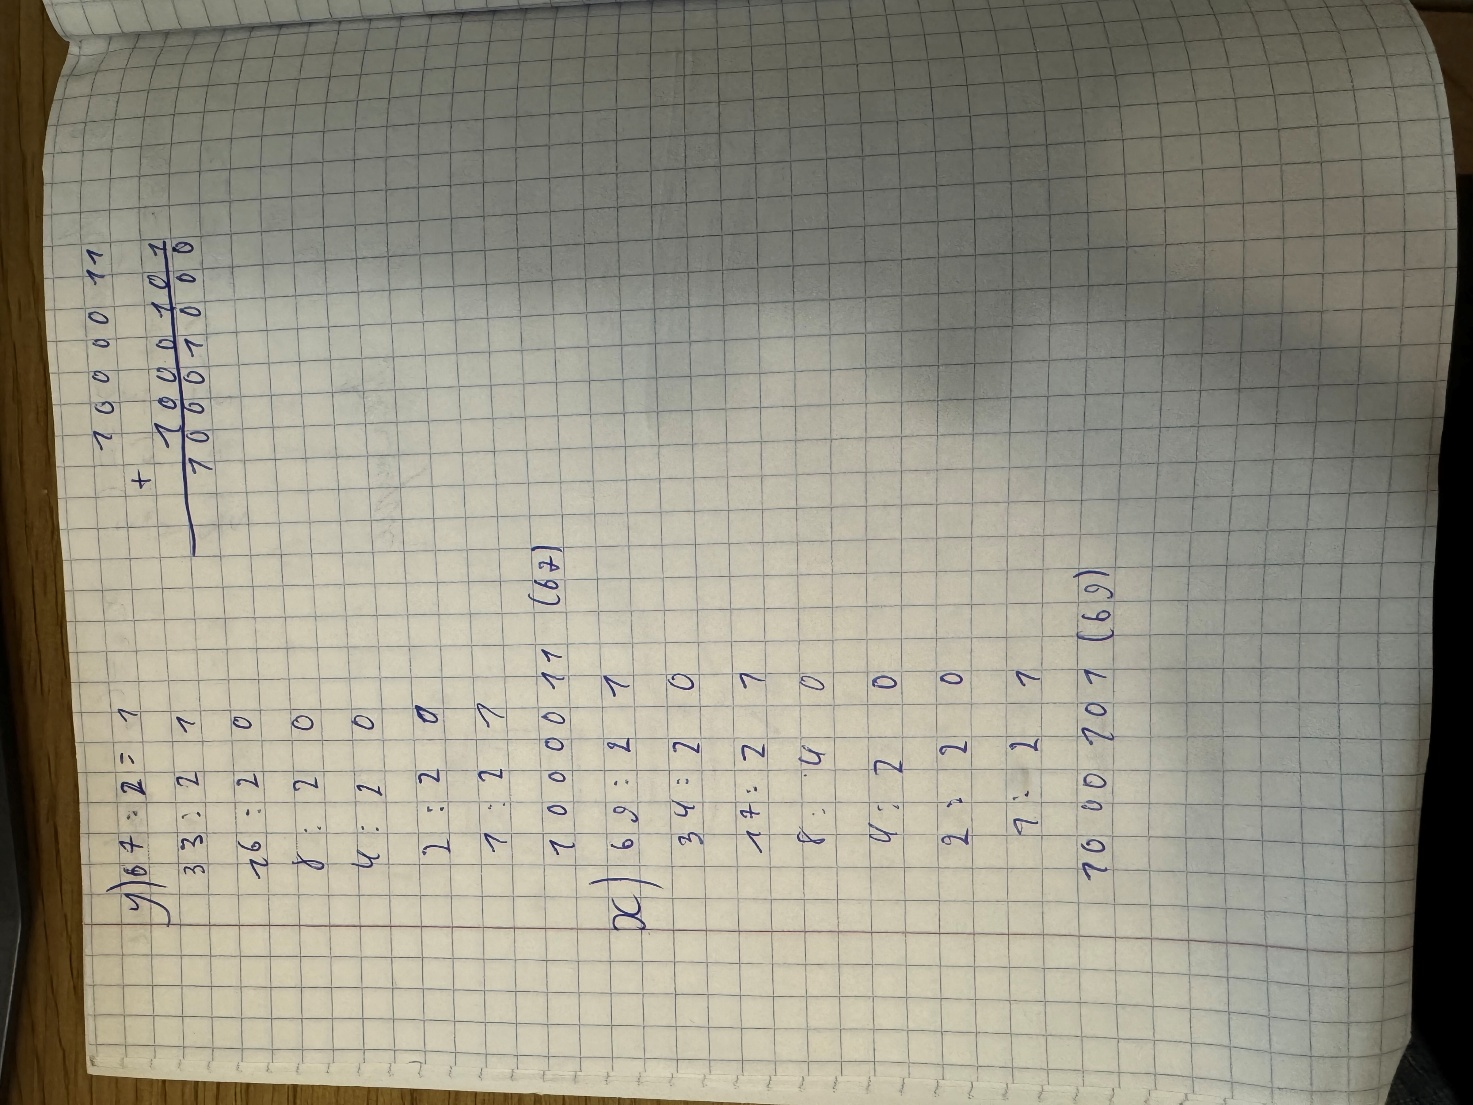 y) 67 : 2 = 1
33 : 2 1
16 : 2 0
8 : 2 0
4 : 2 0
2 : 2 0
1 : 2 1
1000011 (67)
x) 69 : 2 1
34 : 2 0
17 : 2 1
8 : 4 0
4 : 2 0
2 : 2 0
1 : 2 1
1000101 (69)
1000011
+
1000101
10001000